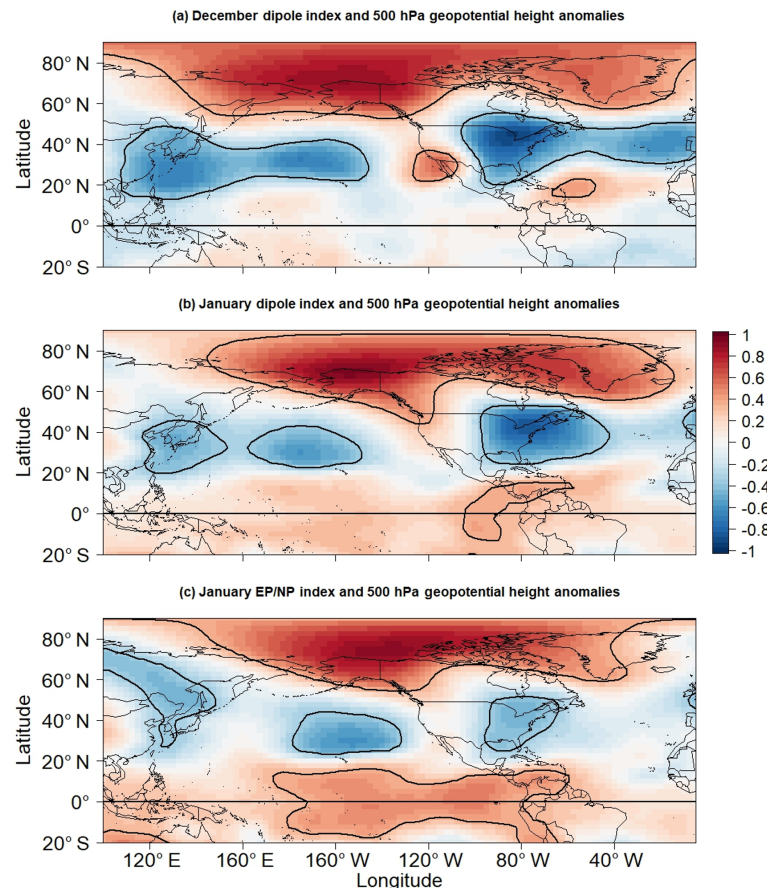 (a) December dipole index and 500 hPa geopotential height anomalies
80° N
60° N
40° N
20° N
0°
20° S
Latitude
(b) January dipole index and 500 hPa geopotential height anomalies
80° N
60° N
40° N
20° N
0°
20° S
Latitude
1
0.8
0.6
0.4
0.2
0
-0.2
-0.4
-0.6
-0.8
-1
(c) January EP/NP index and 500 hPa geopotential height anomalies
80° N
60° N
40° N
20° N
0°
20° S
Latitude
120° E 160° E 160° W 120° W 80° W 40° W
Longitude